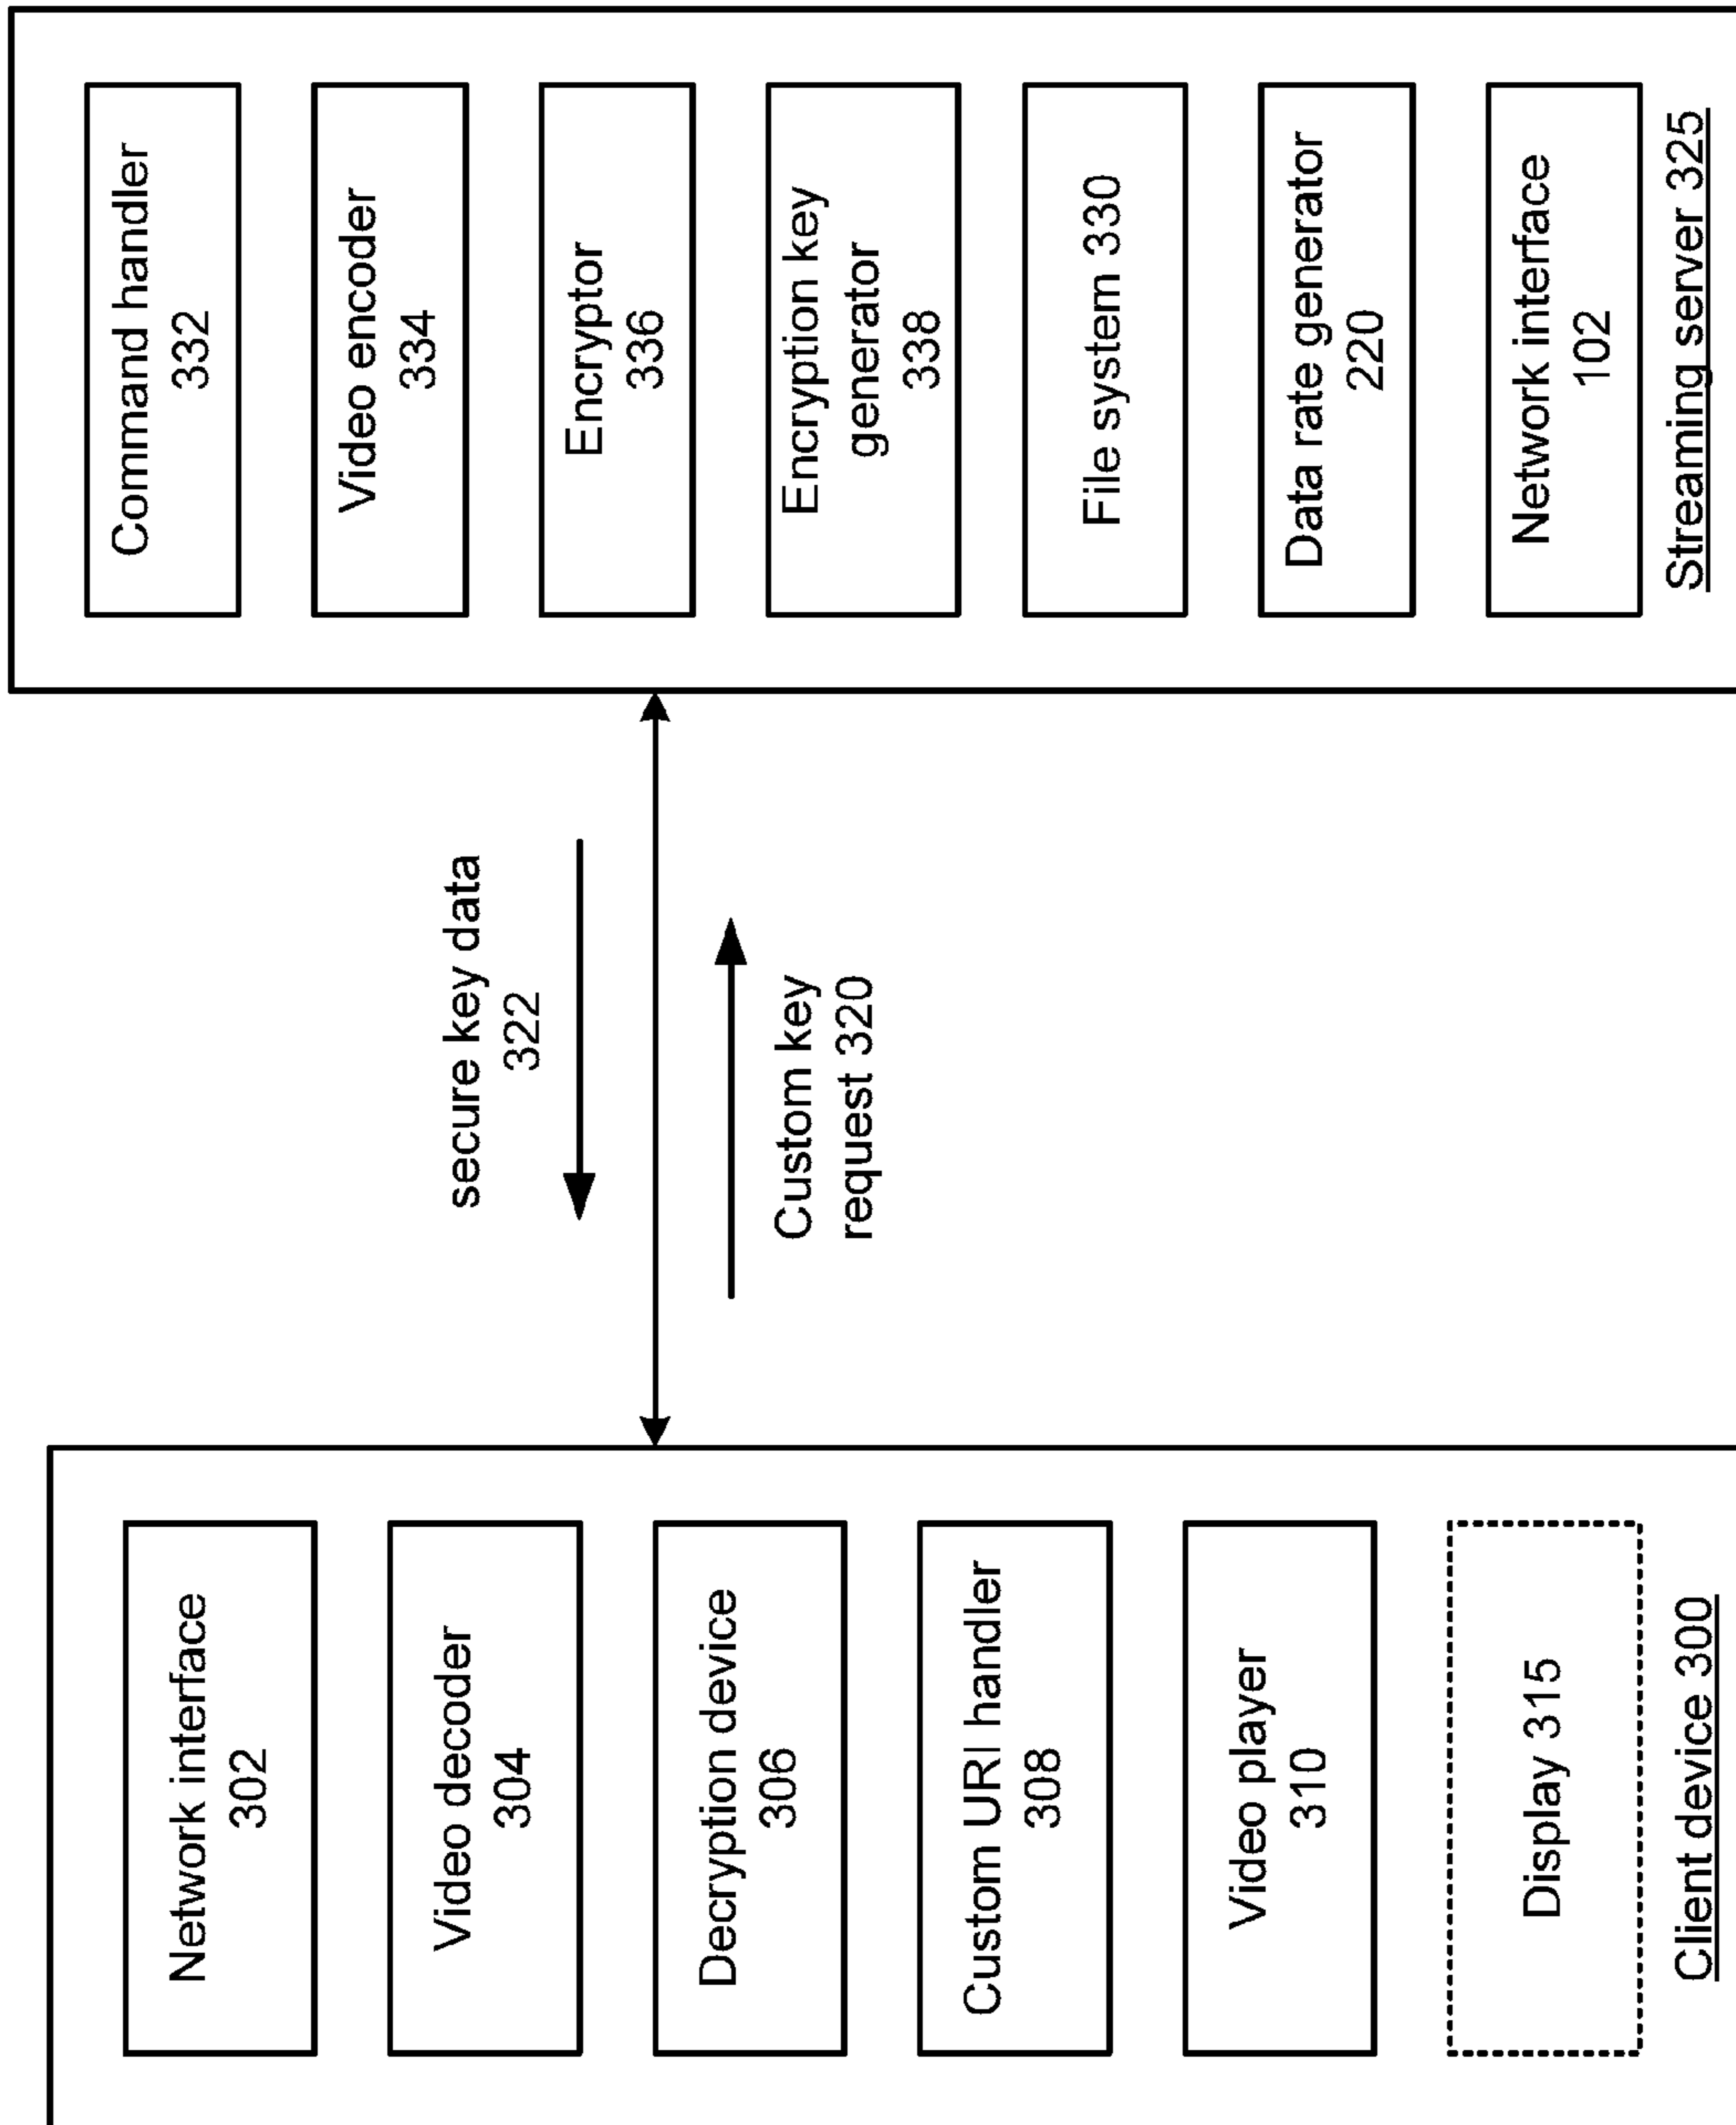 Network interface
302
Video decoder
304
Decryption device
306
Custom URI handler
308
Video player
310
Display 315
Client device 300
secure key data
322
Custom key
request 320
Command handler
332
Video encoder
334
Encryptor
336
Encryption key
generator
338
File system 330
Data rate generator
220
Network interface
102
Streaming server 325